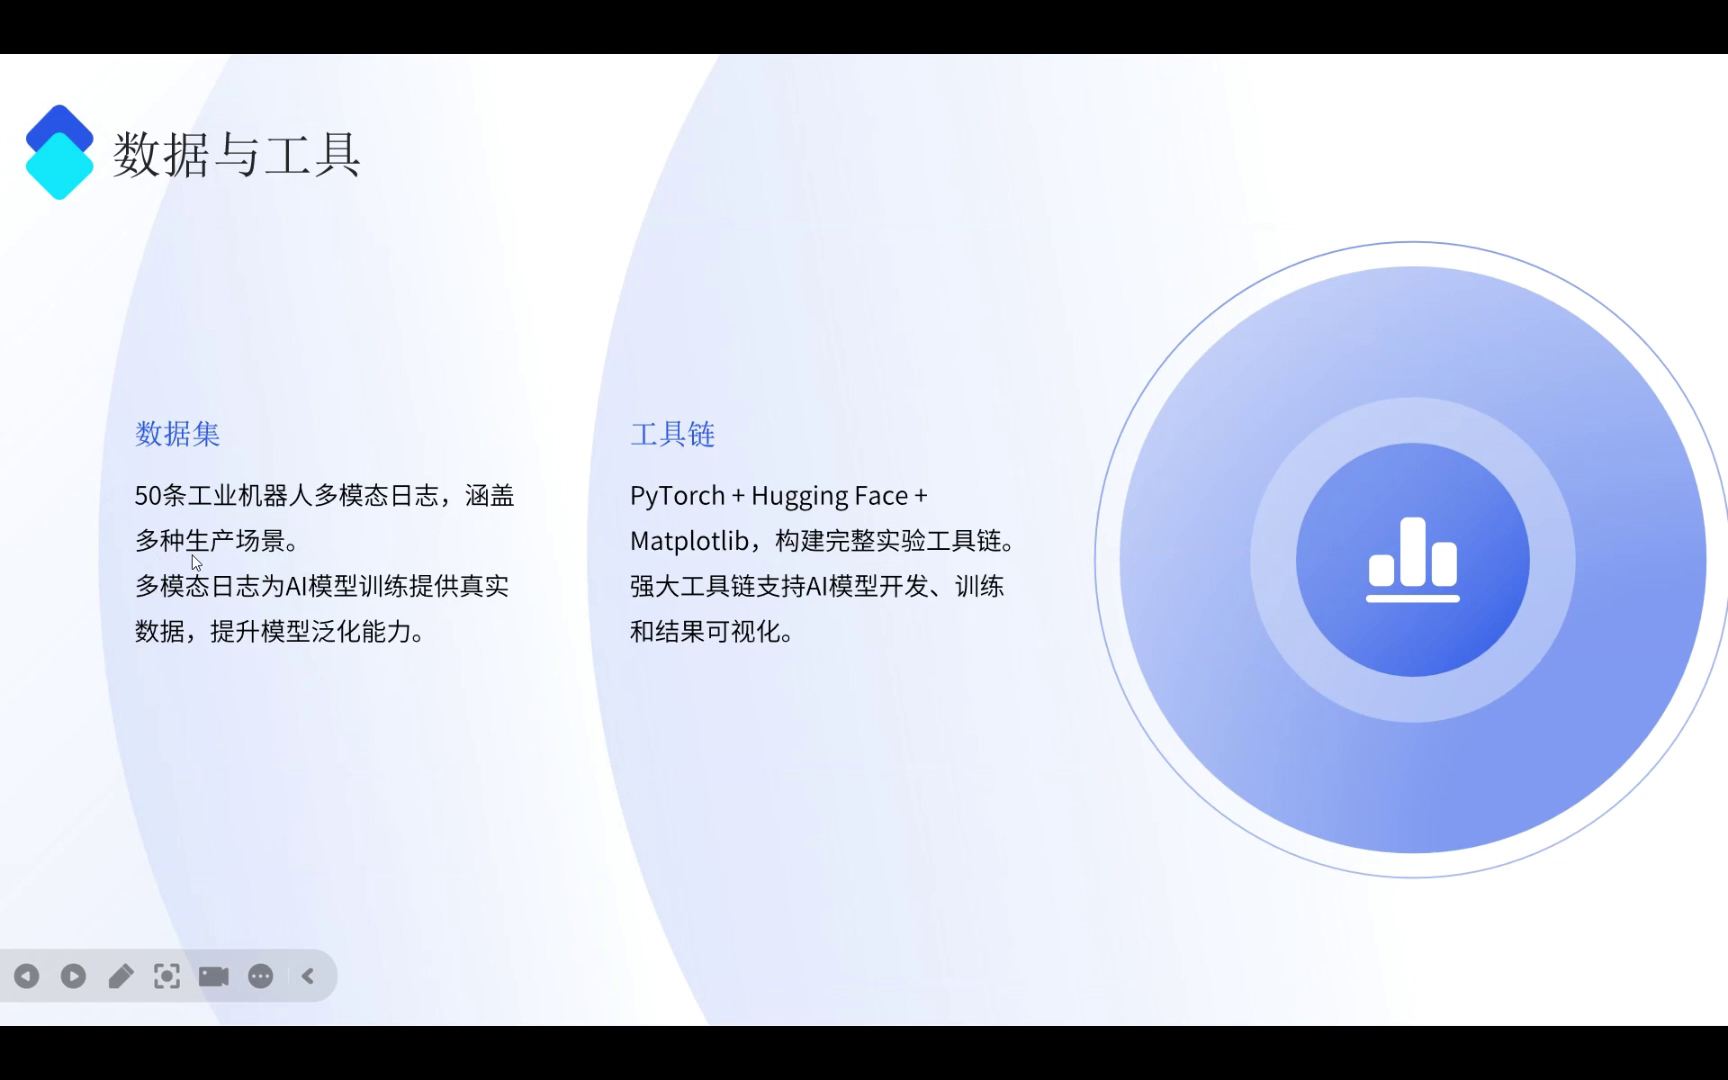 数据与工具
数据集
50条工业机器人多模态日志，涵盖
多种生产场景。
多模态日志为AI模型训练提供真实
数据，提升模型泛化能力。
工具链
PyTorch + Hugging Face +
Matplotlib，构建完整实验工具链。
强大工具链支持AI模型开发、训练
和结果可视化。